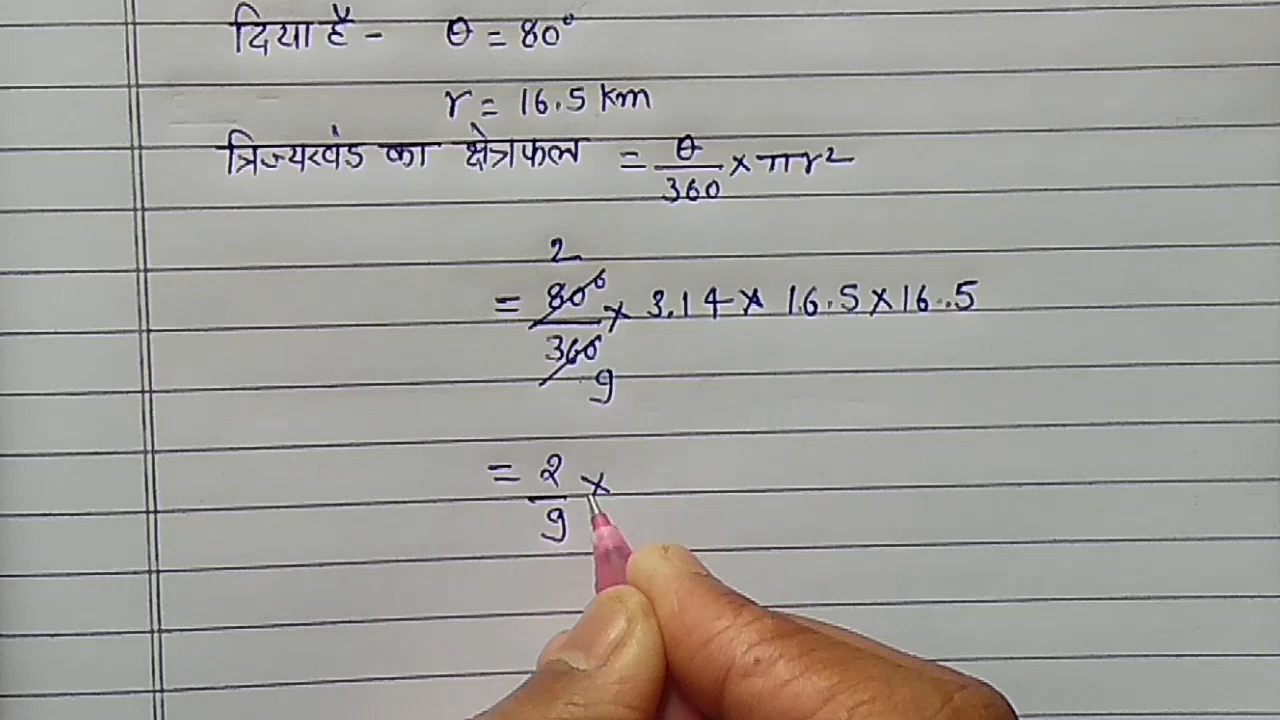 दिया है - θ = 80°
r = 16.5 km
त्रिज्यखंड का क्षेत्रफल = θ/360 × πr²
2
= 80°/360 × 3.14 × 16.5 × 16.5
9
= 2/9 ×